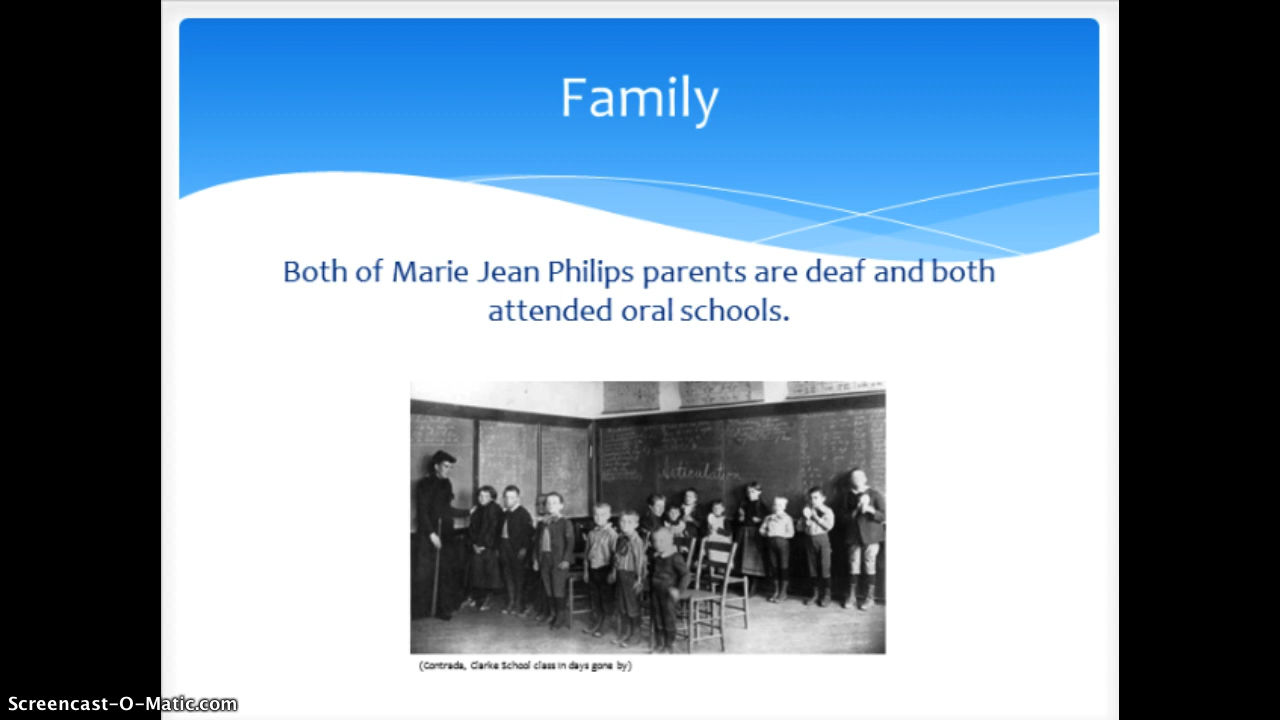 Family
Both of Marie Jean Philips parents are deaf and both
attended oral schools.
Articulation
(Contrada, Clarke School class in days gone by)
Screencast-O-Matic.com